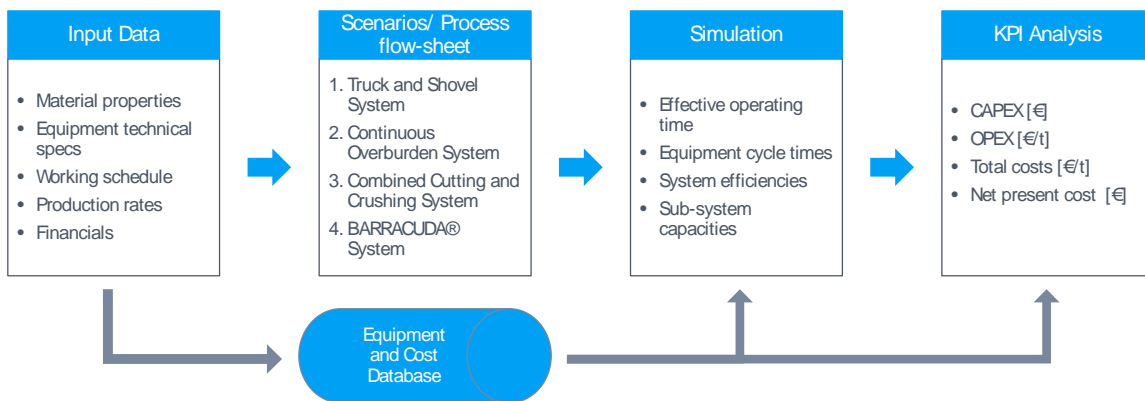 Input Data
• Material properties
• Equipment technical
specs
• Working schedule
• Production rates
• Financials
Scenarios/ Process
flow-sheet
1. Truck and Shovel
System
2. Continuous
Overburden System
3. Combined Cutting and
Crushing System
4. BARRACUDA®
System
Simulation
• Effective operating
time
• Equipment cycle times
• System efficiencies
• Sub-system
capacities
KPI Analysis
• CAPEX [€]
• OPEX [€/t]
• Total costs [€/t]
• Net present cost [€]
Equipment
and Cost
Database